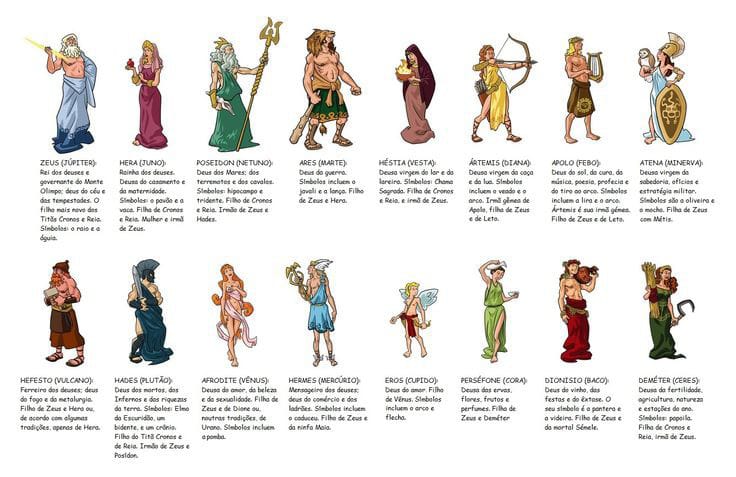 ZEUS (JÚPITER):
Rei dos deuses e
governante do Monte
Olimpo; deus do céu e
das tempestades. O
filho mais novo dos
Titãs Cronos e Reia.
Símbolos: o raio e a
águia.
HERA (JUNO):
Rainha dos deuses.
Deusa do casamento e
da maternidade.
Símbolos: o pavão e a
vaca. Filha de Cronos
e Reia. Mulher e irmã
de Zeus.
POSEIDON (NETUNO):
Deus dos Mares; dos
terremotos e dos cavalos.
Símbolos: hipocampo e
tridente. Filho de Cronos
e Reia. Irmão de Zeus e
Hades.
ARES (MARTE):
Deus da guerra.
Símbolos incluem o
javali e a lança. Filho
de Zeus e Hera.
HÉSTIA (VESTA):
Deusa virgem do lar e da
lareira. Símbolos: Chama
Sagrada. Filha de Cronos
e Reia, e irmã de Zeus.
ÁRTEMIS (DIANA):
Deusa virgem da caça
e da lua. Símbolos
incluem o veado e o
arco. Irmã gêmea de
Apolo, filha de Zeus
e de Leto.
APOLO (FEBO):
Deus do sol, da cura, da
música, poesia, profecia e
do tiro ao arco. Símbolos
incluem a lira e o arco.
Ártemis é sua irmã gémea.
Filho de Zeus e de Leto.
ATENA (MINERVA):
Deusa virgem da
sabedoria, ofícios e
estratégia militar.
Símbolos são a oliveira e
o mocho. Filha de Zeus
com Métis.
HEFESTO (VULCANO):
Ferreiro dos deuses; deus
do fogo e da metalurgia.
Filho de Zeus e Hera ou,
de acordo com algumas
tradições, apenas de Hera.
HADES (PLUTÃO):
Deus dos mortos, dos
Infernos e das riquezas
da terra. Símbolos: Elmo
da Escuridão, um
bidente, e um crânio.
Filho do Titã Cronos e
de Reia. Irmão de Zeus e
Posídon.
AFRODITE (VÊNUS):
Deusa do amor, da beleza
e da sexualidade. Filha de
Zeus e de Dione ou,
noutras tradições, de
Urano. Símbolos incluem
a pomba.
HERMES (MERCÚRIO):
Mensageiro dos deuses;
deus do comércio e dos
ladrões. Símbolos incluem
o caduceu. Filho de Zeus e
da ninfa Maia.
EROS (CUPIDO):
Deus do amor. Filho
de Vênus. Símbolos
incluem o arco e
flecha.
PERSÉFONE (CORA):
Deusa das ervas,
flores, frutos e
perfumes. Filha de
Zeus e Deméter
DIONISIO (BACO):
Deus do vinho, das
festas e do êxtase. O
seu símbolo é a pantera e
a videira. Filho de Zeus e
da mortal Sémele.
DEMÉTER (CERES):
Deusa da fertilidade,
agricultura, natureza
e estações do ano.
Símbolos: papoila.
Filha de Cronos e
Reia, irmã de Zeus.